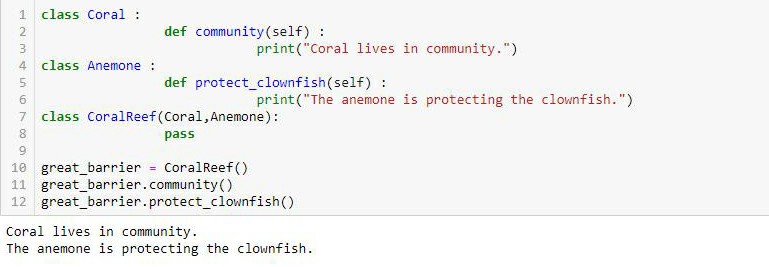 1 class Coral :
2 def community(self) :
3 print("Coral lives in community.")
4 class Anemone :
5 def protect_clownfish(self) :
6 print("The anemone is protecting the clownfish.")
7 class CoralReef(Coral,Anemone):
8 pass
9
10 great_barrier = CoralReef()
11 great_barrier.community()
12 great_barrier.protect_clownfish()
Coral lives in community.
The anemone is protecting the clownfish.